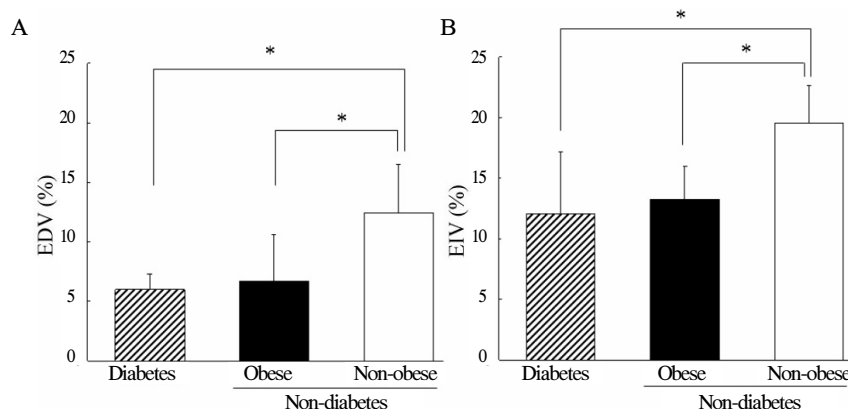 A
*
*
25
20
15
10
5
0
EDV (%)
Diabetes
Obese
Non-obese
Non-diabetes
B
*
*
25
20
15
10
5
0
EIV (%)
Diabetes
Obese
Non-obese
Non-diabetes